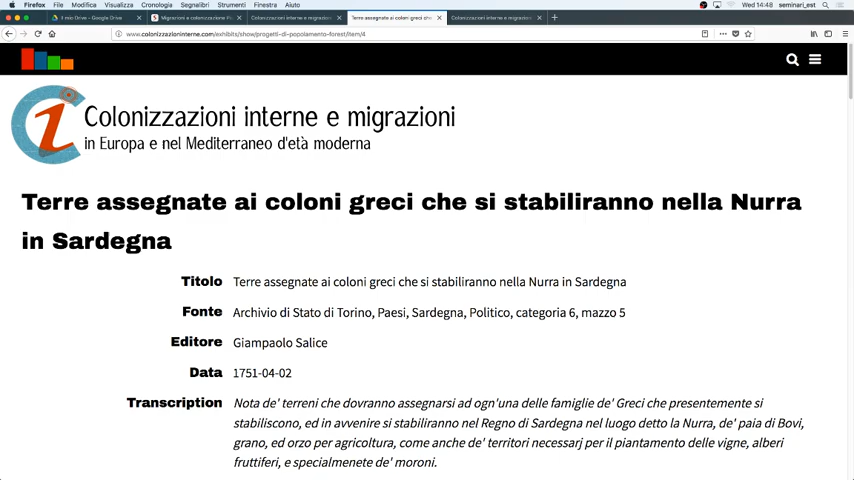 Firefox File Modifica Visualizza Cronologia Segnalibri Strumenti Finestra Aiuto Wed 14:48 seminari_est
Il mio Drive – Google Drive × Migrazioni e colonizzazione × Colonizzazioni interne e migrazion × Terre assegnate ai coloni greci che × Colonizzazioni interne e migrazion × +
www.colonizzazioninterne.com/exhibits/show/progetti-di-popolamento-forest/item/4
Colonizzazioni interne e migrazioni
in Europa e nel Mediterraneo d'età moderna
Terre assegnate ai coloni greci che si stabiliranno nella Nurra
in Sardegna
Titolo Terre assegnate ai coloni greci che si stabiliranno nella Nurra in Sardegna
Fonte Archivio di Stato di Torino, Paesi, Sardegna, Politico, categoria 6, mazzo 5
Editore Giampaolo Salice
Data 1751-04-02
Transcription Nota de' terreni che dovranno assegnarsi ad ogn'una delle famiglie de' Greci che presentemente si
stabiliscono, ed in avvenire si stabiliranno nel Regno di Sardegna nel luogo detto la Nurra, de' paia di Bovi,
grano, ed orzo per agricoltura, come anche de' territori necessarj per il piantamento delle vigne, alberi
fruttiferi, e specialmenete de' moroni.